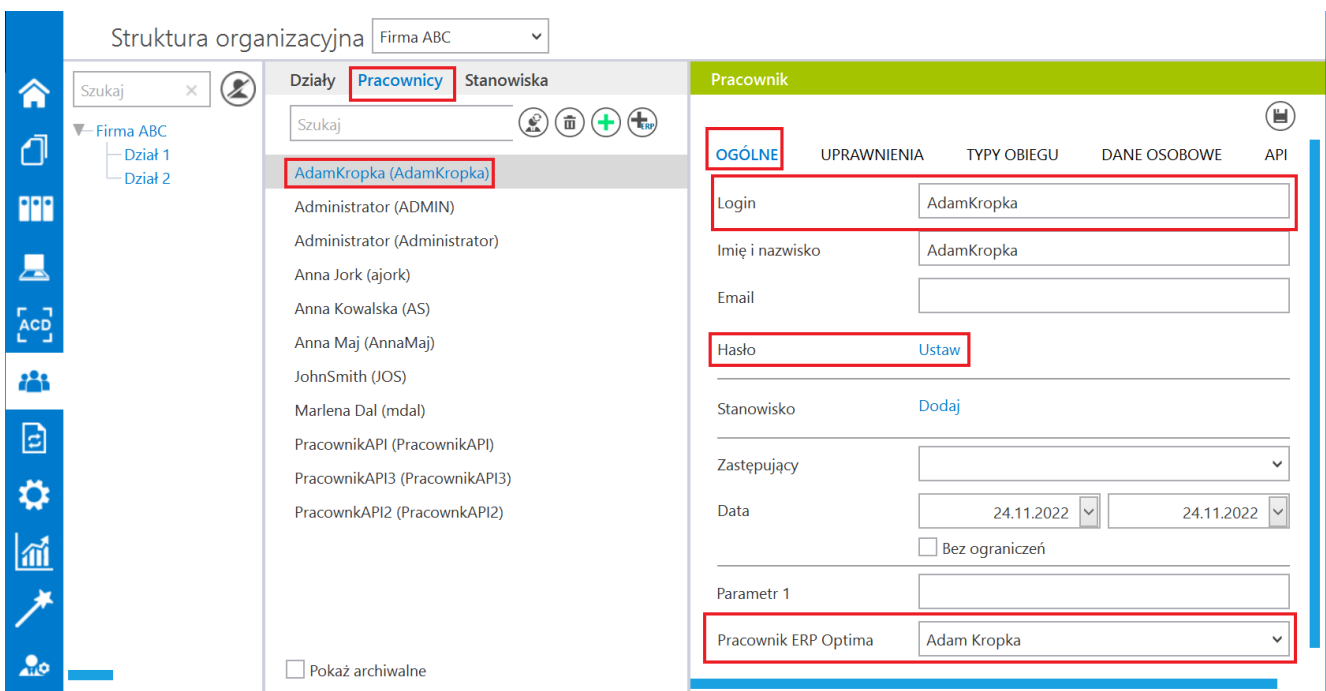 Struktura organizacyjna Firma ABC
Szukaj
Firma ABC
Dział 1
Dział 2
ACD
Działy Pracownicy Stanowiska
Szukaj
ERP
AdamKropka (AdamKropka)
Administrator (ADMIN)
Administrator (Administrator)
Anna Jork (ajork)
Anna Kowalska (AS)
Anna Maj (AnnaMaj)
JohnSmith (JOS)
Marlena Dal (mdal)
PracownikAPI (PracownikAPI)
PracownikAPI3 (PracownikAPI3)
PracownkAPI2 (PracownkAPI2)
Pokaż archiwalne
Pracownik
OGÓLNE UPRAWNIENIA TYPY OBIEGU DANE OSOBOWE API
Login AdamKropka
Imię i nazwisko AdamKropka
Email
Hasło Ustaw
Stanowisko Dodaj
Zastępujący
Data 24.11.2022 24.11.2022
Bez ograniczeń
Parametr 1
Pracownik ERP Optima Adam Kropka